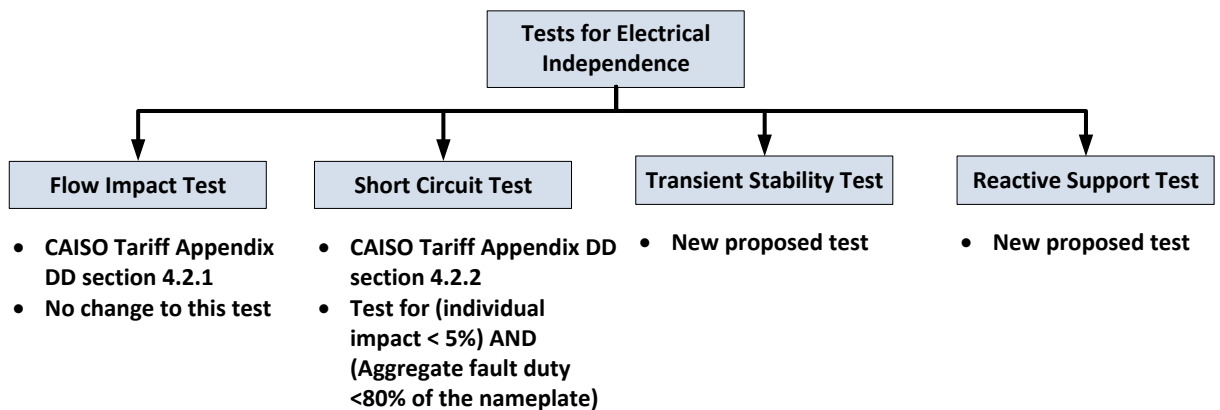 Tests for Electrical
Independence
Flow Impact Test
• CAISO Tariff Appendix
DD section 4.2.1
• No change to this test
Short Circuit Test
• CAISO Tariff Appendix DD
section 4.2.2
• Test for (individual
impact < 5%) AND
(Aggregate fault duty
<80% of the nameplate)
Transient Stability Test
• New proposed test
Reactive Support Test
• New proposed test